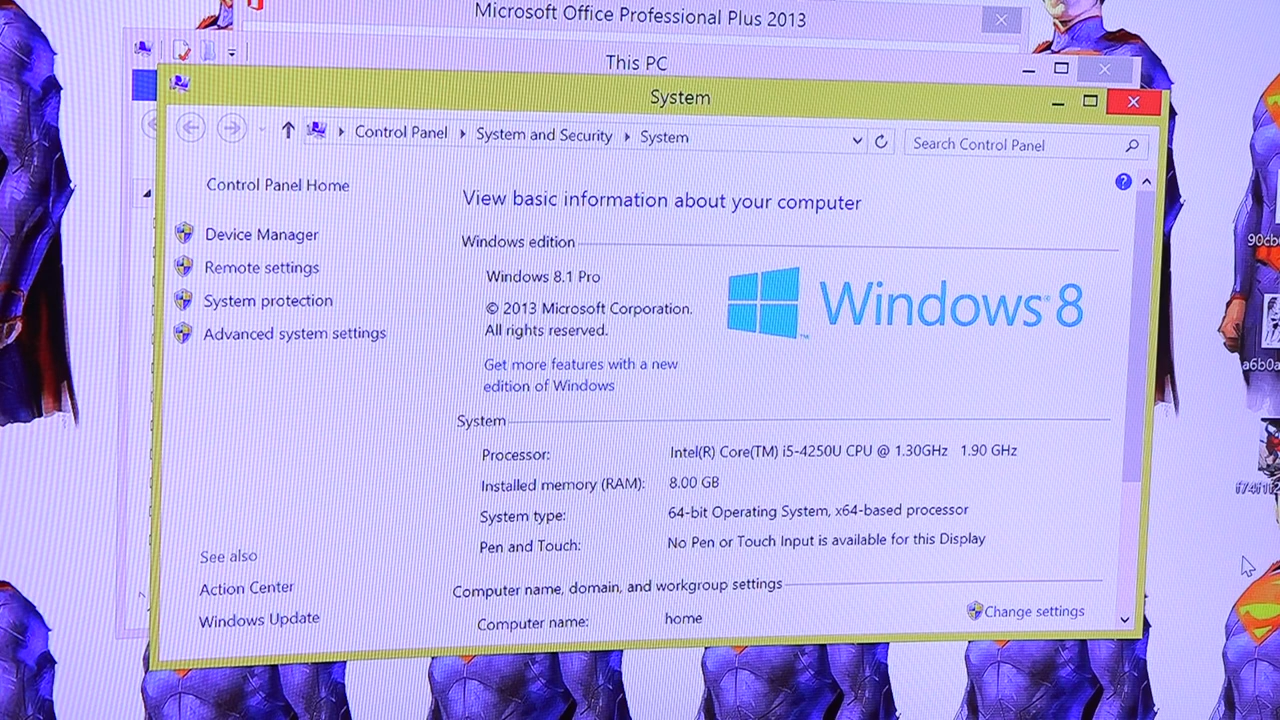 Microsoft Office Professional Plus 2013
This PC
System
Control Panel System and Security System
Search Control Panel
Control Panel Home
Device Manager
Remote settings
System protection
Advanced system settings
See also
Action Center
Windows Update
View basic information about your computer
Windows edition
Windows 8.1 Pro
© 2013 Microsoft Corporation.
All rights reserved.
Get more features with a new
edition of Windows
Windows 8
System
Processor: Intel(R) Core(TM) i5-4250U CPU @ 1.30GHz 1.90 GHz
Installed memory (RAM): 8.00 GB
System type: 64-bit Operating System, x64-based processor
Pen and Touch: No Pen or Touch Input is available for this Display
Computer name, domain, and workgroup settings
Computer name: home
Change settings
90cb
a6b0a